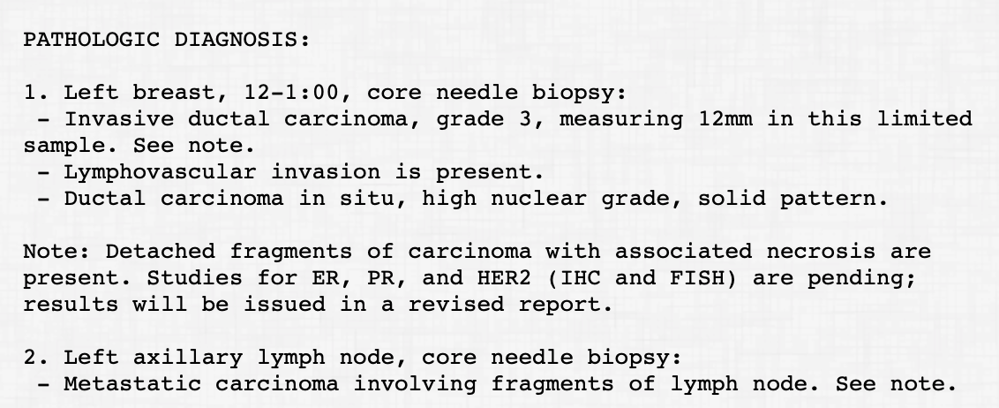 PATHOLOGIC DIAGNOSIS:
1. Left breast, 12-1:00, core needle biopsy:
- Invasive ductal carcinoma, grade 3, measuring 12mm in this limited
sample. See note.
- Lymphovascular invasion is present.
- Ductal carcinoma in situ, high nuclear grade, solid pattern.
Note: Detached fragments of carcinoma with associated necrosis are
present. Studies for ER, PR, and HER2 (IHC and FISH) are pending;
results will be issued in a revised report.
2. Left axillary lymph node, core needle biopsy:
- Metastatic carcinoma involving fragments of lymph node. See note.